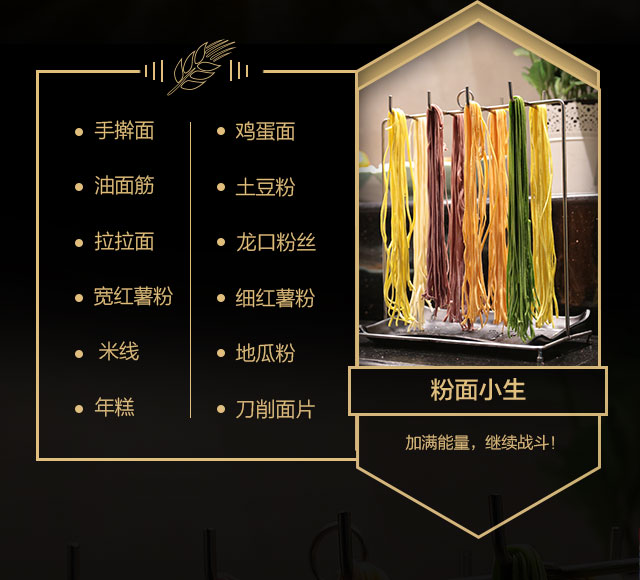 手擀面
油面筋
拉拉面
宽红薯粉
米线
年糕
鸡蛋面
土豆粉
龙口粉丝
细红薯粉
地瓜粉
刀削面片
粉面小生
加满能量，继续战斗！